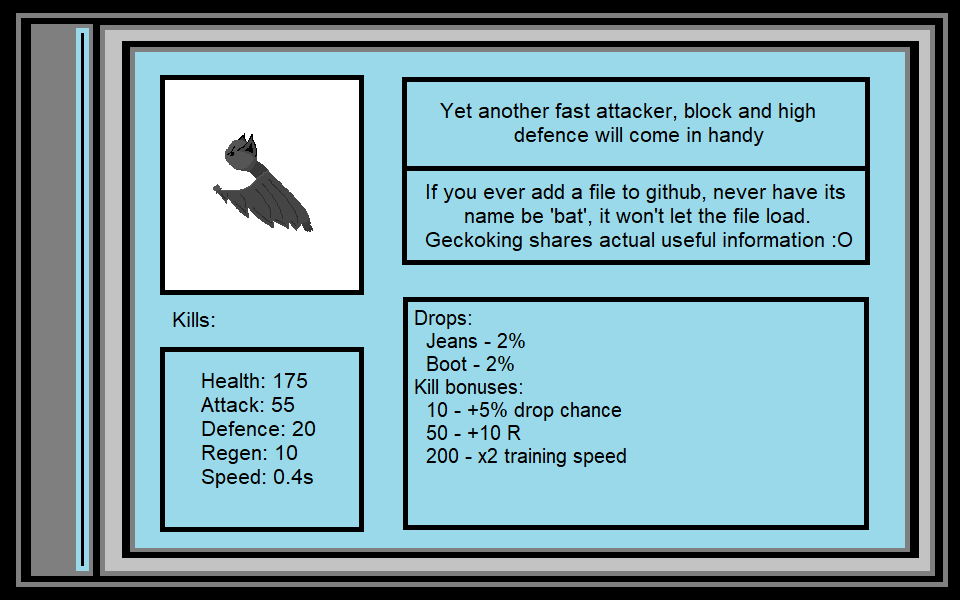 Yet another fast attacker, block and high
defence will come in handy
If you ever add a file to github, never have its
name be 'bat', it won't let the file load.
Geckoking shares actual useful information :O
Kills:
Health: 175
Attack: 55
Defence: 20
Regen: 10
Speed: 0.4s
Drops:
Jeans - 2%
Boot - 2%
Kill bonuses:
10 - +5% drop chance
50 - +10 R
200 - x2 training speed